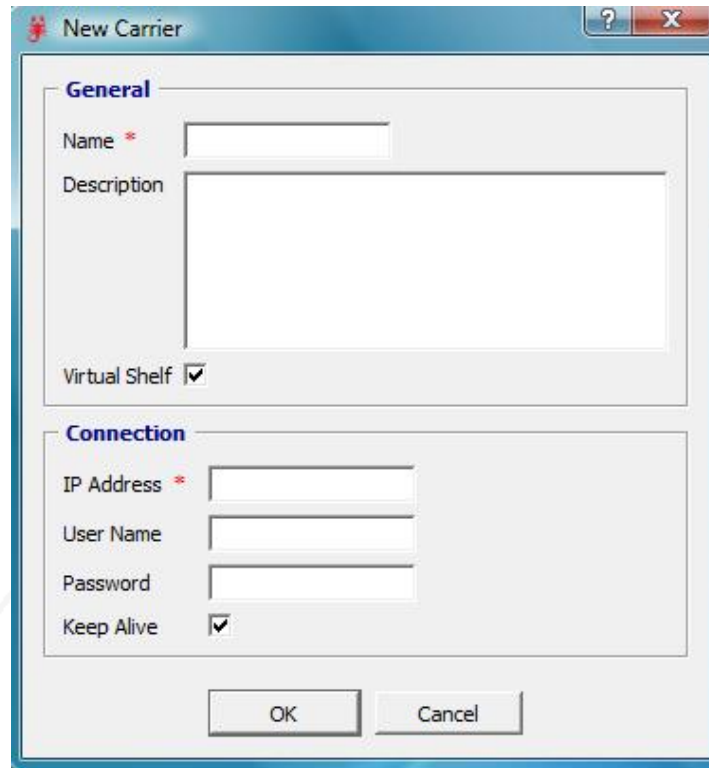 New Carrier
?
X
General
Name *
Description
Virtual Shelf
Connection
IP Address *
User Name
Password
Keep Alive
OK Cancel